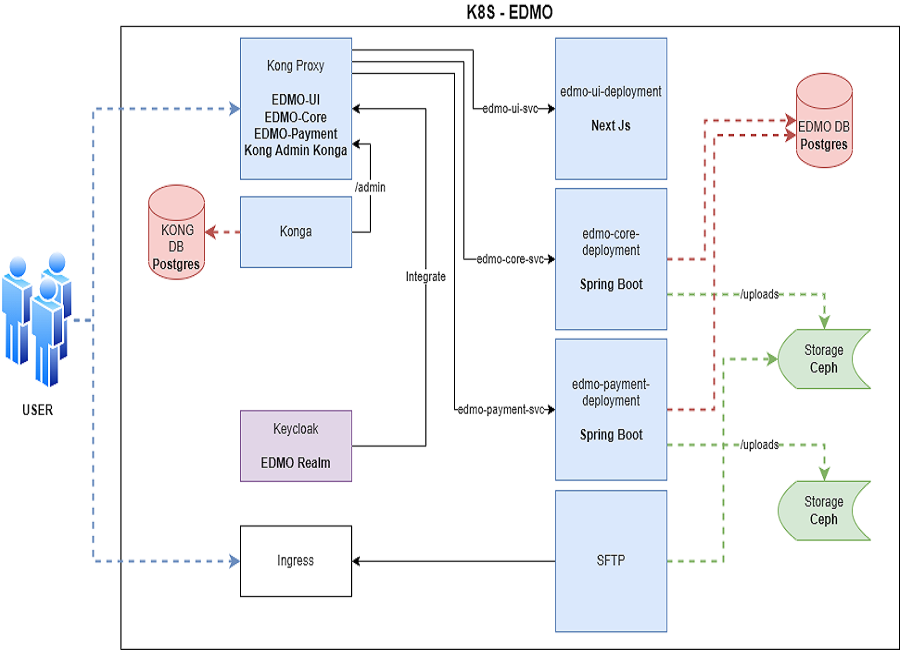 K8S - EDMO
Kong Proxy
EDMO-UI
EDMO-Core
EDMO-Payment
Kong Admin Konga
edmo-ui-svc
edmo-ui-deployment
Next Js
EDMO DB
Postgres
/admin
KONG
DB
Postgres
Konga
edmo-core-svc
edmo-core-
deployment
Spring Boot
Integrate
/uploads
Storage
Ceph
USER
edmo-payment-svc
edmo-payment-
deployment
Spring Boot
Keycloak
EDMO Realm
/uploads
Storage
Ceph
Ingress
SFTP